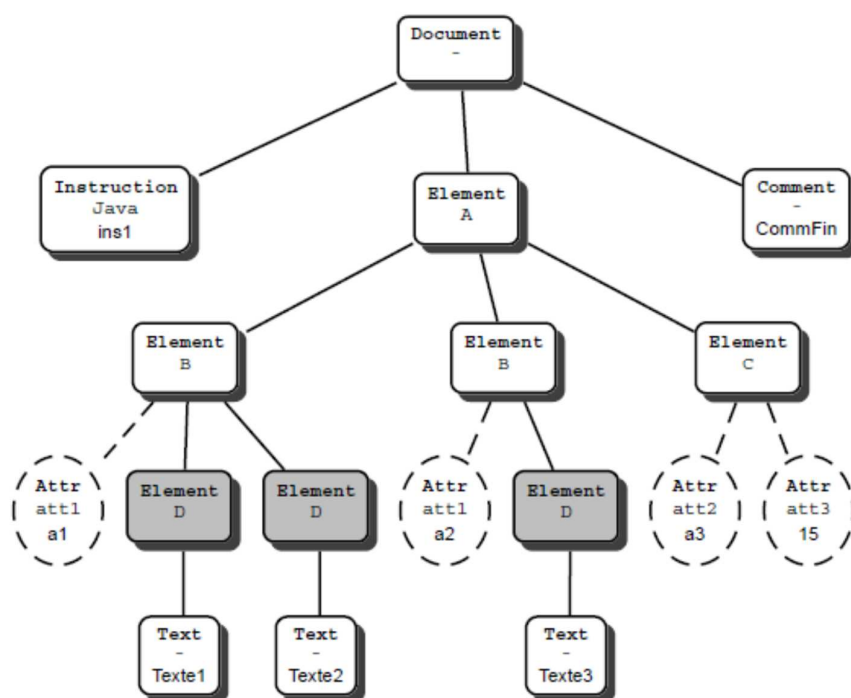 Document
-
Instruction
Java
ins1
Element
A
Comment
-
CommFin
Element
B
Element
B
Element
C
Attr
att1
a1
Element
D
Element
D
Attr
att1
a2
Element
D
Attr
att2
a3
Attr
att3
15
Text
-
Texte1
Text
-
Texte2
Text
-
Texte3